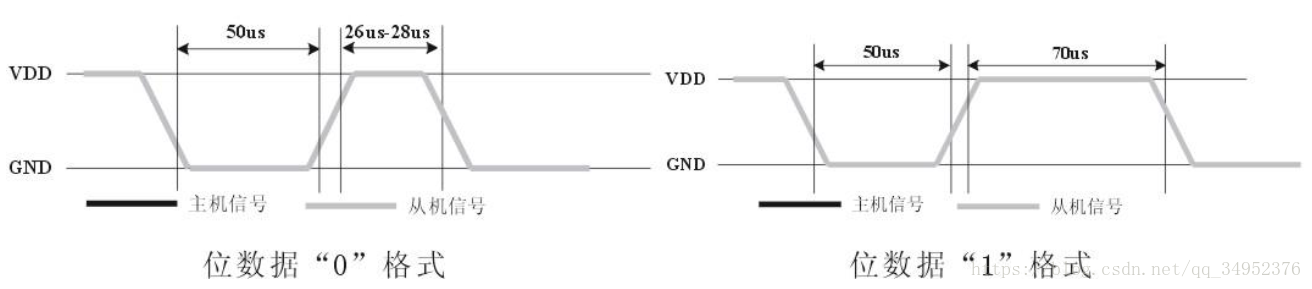 50us
26us-28us
VDD
GND
主机信号
从机信号
位数据“0”格式
50us
70us
VDD
GND
主机信号
从机信号
位数据“1”格式
https://blog.csdn.net/qq_34952376